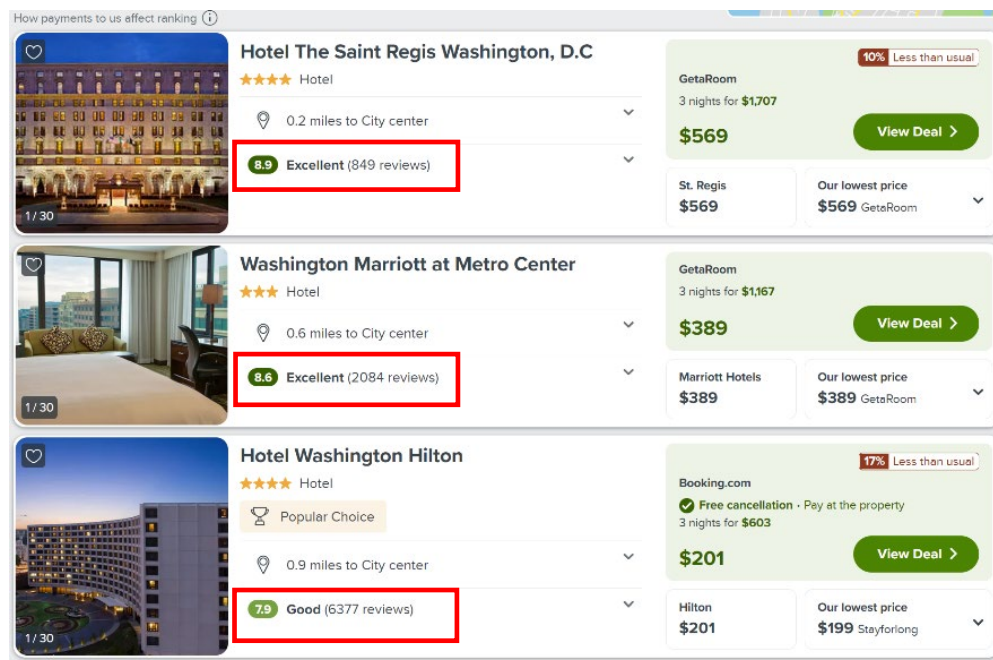 How payments to us affect ranking
Hotel The Saint Regis Washington, D.C
Hotel
0.2 miles to City center
8.9 Excellent (849 reviews)
1/30
10% Less than usual
GetaRoom
3 nights for $1,707
$569
View Deal
St. Regis
$569
Our lowest price
$569 GetaRoom
Washington Marriott at Metro Center
Hotel
0.6 miles to City center
8.6 Excellent (2084 reviews)
1/30
GetaRoom
3 nights for $1,167
$389
View Deal
Marriott Hotels
$389
Our lowest price
$389 GetaRoom
Hotel Washington Hilton
Hotel
Popular Choice
0.9 miles to City center
7.9 Good (6377 reviews)
1/30
17% Less than usual
Booking.com
Free cancellation · Pay at the property
3 nights for $603
$201
View Deal
Hilton
$201
Our lowest price
$199 Stayforlong